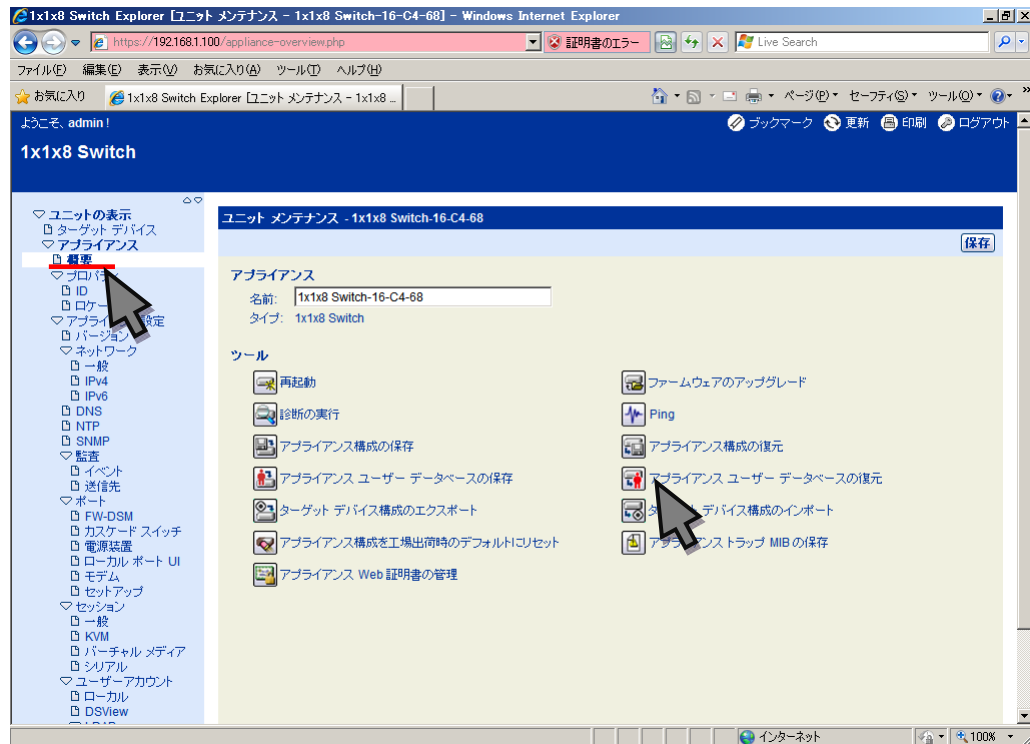 1x1x8 Switch Explorer [ユニット メンテナンス - 1x1x8 Switch-16-C4-68] - Windows Internet Explorer
https://192.168.1.100/appliance-overview.php
証明書のエラー
Live Search
ファイル(F) 編集(E) 表示(V) お気に入り(A) ツール(T) ヘルプ(H)
お気に入り
1x1x8 Switch Explorer [ユニット メンテナンス - 1x1x8 ...
ページ(P) セーフティ(S) ツール(O)
ようこそ、admin !
ブックマーク 更新 印刷 ログアウト
1x1x8 Switch
ユニットの表示
ターゲット デバイス
アプライアンス
概要
プロパティ
ID
ロケー
アプライ 設定
バージョン
ネットワーク
一般
IPv4
IPv6
DNS
NTP
SNMP
監査
イベント
送信先
ポート
FW-DSM
カスケード スイッチ
電源装置
ローカル ポート UI
モデム
セットアップ
セッション
一般
KVM
バーチャル メディア
シリアル
ユーザーアカウント
ローカル
DSView
ユニット メンテナンス - 1x1x8 Switch-16-C4-68
保存
アプライアンス
名前: 1x1x8 Switch-16-C4-68
タイプ: 1x1x8 Switch
ツール
再起動
ファームウェアのアップグレード
診断の実行
Ping
アプライアンス構成の保存
アプライアンス構成の復元
アプライアンス ユーザー データベースの保存
アプライアンス ユーザー データベースの復元
ターゲット デバイス構成のエクスポート
ターゲット デバイス構成のインポート
アプライアンス構成を工場出荷時のデフォルトにリセット
アプライアンス トラップ MIB の保存
アプライアンス Web 証明書の管理
インターネット
100%